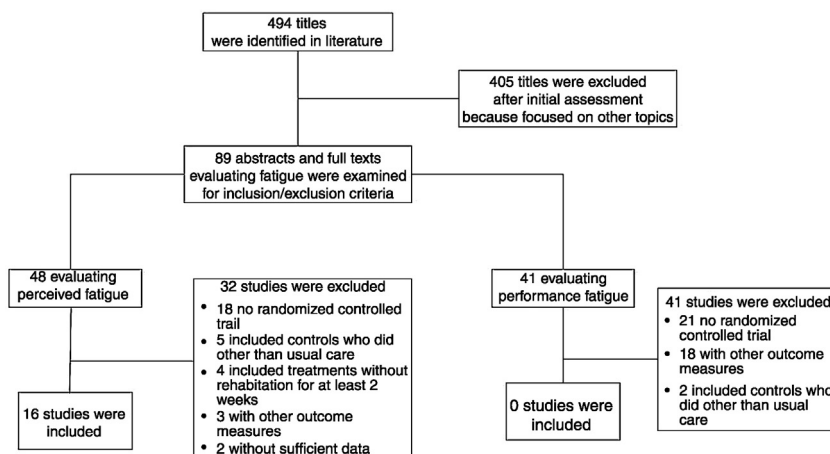 494 titles
were identified in literature
405 titles were excluded
after initial assessment
because focused on other topics
89 abstracts and full texts
evaluating fatigue were examined
for inclusion/exclusion criteria
48 evaluating
perceived fatigue
32 studies were excluded
• 18 no randomized controlled
trail
• 5 included controls who did
other than usual care
• 4 included treatments without
rehabitation for at least 2
weeks
• 3 with other outcome
measures
• 2 without sufficient data
16 studies were
included
41 evaluating
performance fatigue
41 studies were excluded
• 21 no randomized
controlled trial
• 18 with other outcome
measures
• 2 included controls who
did other than usual
care
0 studies were
included